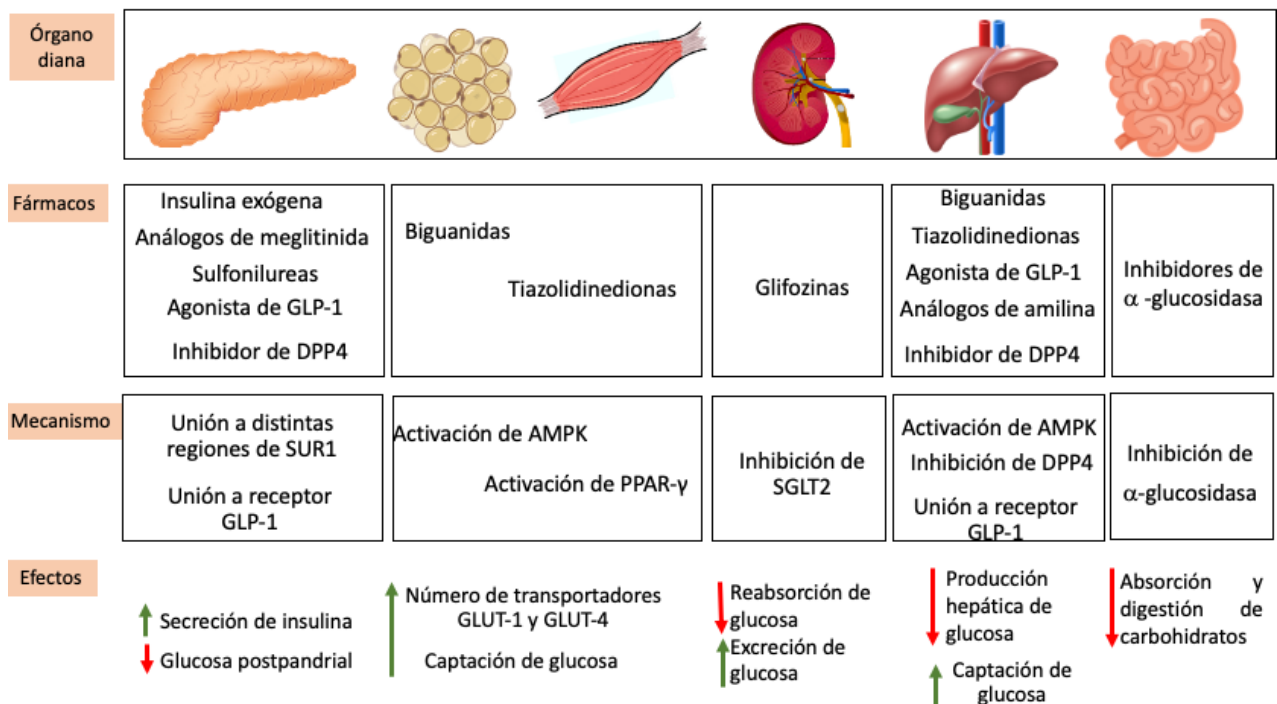 Órgano
diana
Fármacos
Insulina exógena
Análogos de meglitinida
Sulfonilureas
Agonista de GLP-1
Inhibidor de DPP4
Biguanidas
Tiazolidinedionas
Glifozinas
Biguanidas
Tiazolidinedionas
Agonista de GLP-1
Análogos de amilina
Inhibidor de DPP4
Inhibidores de
α -glucosidasa
Mecanismo
Unión a distintas
regiones de SUR1
Unión a receptor
GLP-1
Activación de AMPK
Activación de PPAR-γ
Inhibición de
SGLT2
Activación de AMPK
Inhibición de DPP4
Unión a receptor
GLP-1
Inhibición de
α-glucosidasa
Efectos
Secreción de insulina
Glucosa postpandrial
Número de transportadores
GLUT-1 y GLUT-4
Captación de glucosa
Reabsorción de
glucosa
Excreción de
glucosa
Producción
hepática de
glucosa
Captación de
glucosa
Absorción y
digestión de
carbohidratos